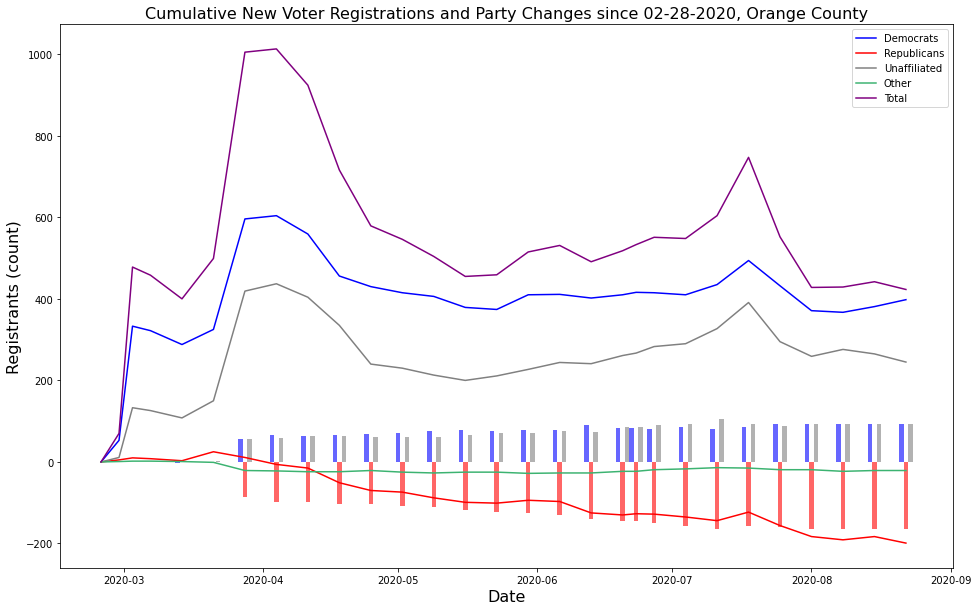 Cumulative New Voter Registrations and Party Changes since 02-28-2020, Orange County
Democrats
Republicans
Unaffiliated
Other
Total
Registrants (count)
1000
800
600
400
200
0
−200
2020-03
2020-04
2020-05
2020-06
2020-07
2020-08
2020-09
Date